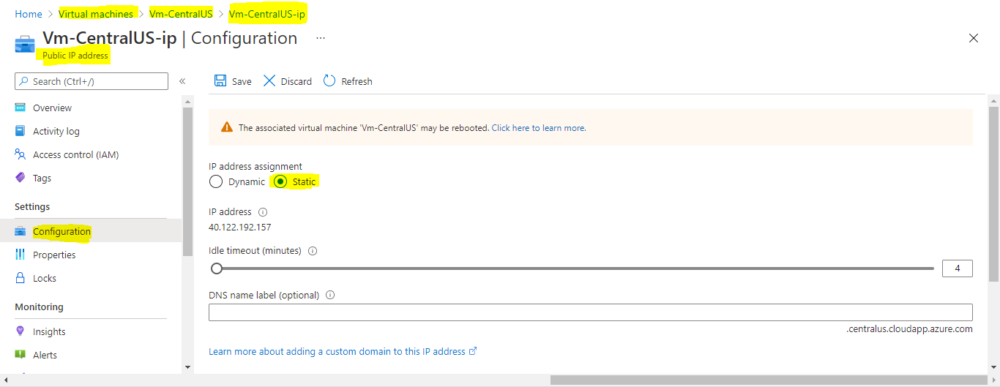 Home > Virtual machines > Vm-CentralUS > Vm-CentralUS-ip
Vm-CentralUS-ip | Configuration ...
Public IP address
Search (Ctrl+/)
«
Save
Discard
Refresh
Overview
Activity log
Access control (IAM)
Tags
Settings
Configuration
Properties
Locks
Monitoring
Insights
Alerts
The associated virtual machine 'Vm-CentralUS' may be rebooted. Click here to learn more.
IP address assignment
Dynamic
Static
IP address
40.122.192.157
Idle timeout (minutes)
4
DNS name label (optional)
.centralus.cloudapp.azure.com
Learn more about adding a custom domain to this IP address